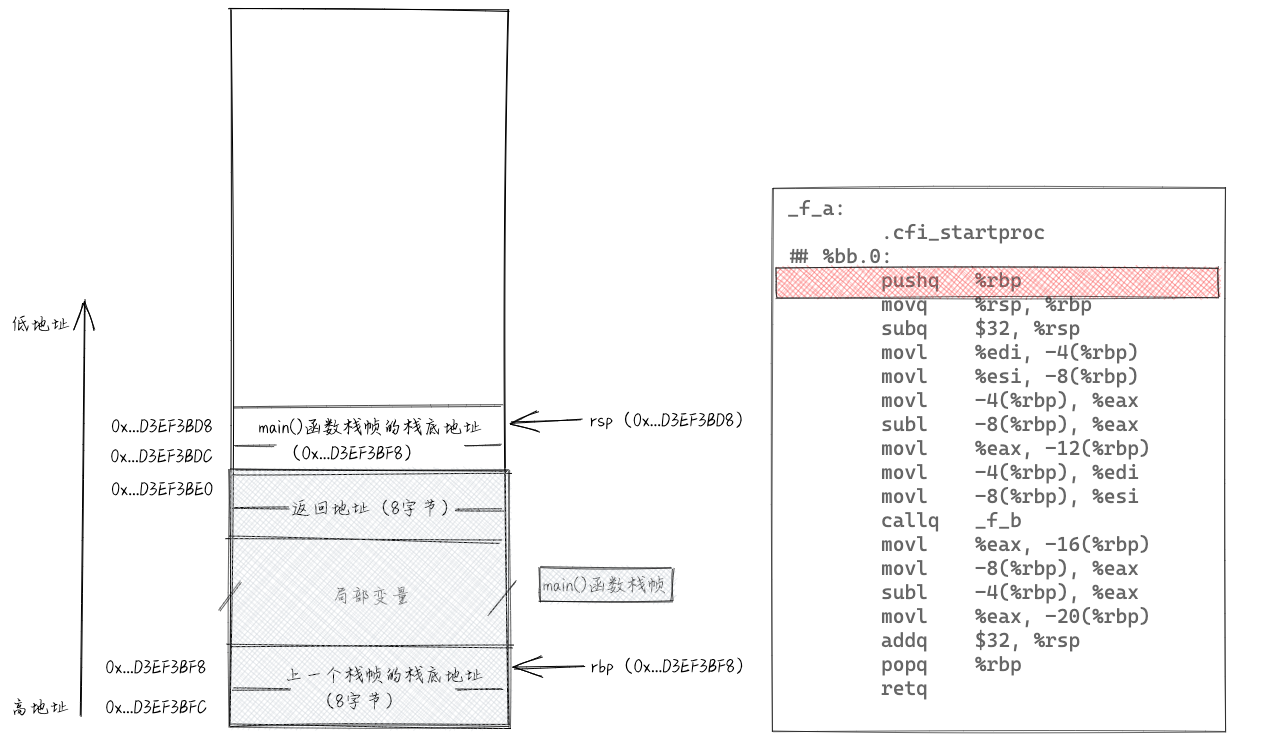 低地址
高地址
0x...D3EF3BD8
0x...D3EF3BDC
0x...D3EF3BE0
0x...D3EF3BF8
0x...D3EF3BFC
main()函数栈帧的栈底地址
(0x...D3EF3BF8)
返回地址 (8字节)
局部变量
上一个栈帧的栈底地址
(8字节)
rsp (0x...D3EF3BD8)
main()函数栈帧
rbp (0x...D3EF3BF8)
_f_a:
.cfi_startproc
## %bb.0:
pushq %rbp
movq %rsp, %rbp
subq $32, %rsp
movl %edi, -4(%rbp)
movl %esi, -8(%rbp)
movl -4(%rbp), %eax
subl -8(%rbp), %eax
movl %eax, -12(%rbp)
movl -4(%rbp), %edi
movl -8(%rbp), %esi
callq _f_b
movl %eax, -16(%rbp)
movl -8(%rbp), %eax
subl -4(%rbp), %eax
movl %eax, -20(%rbp)
addq $32, %rsp
popq %rbp
retq